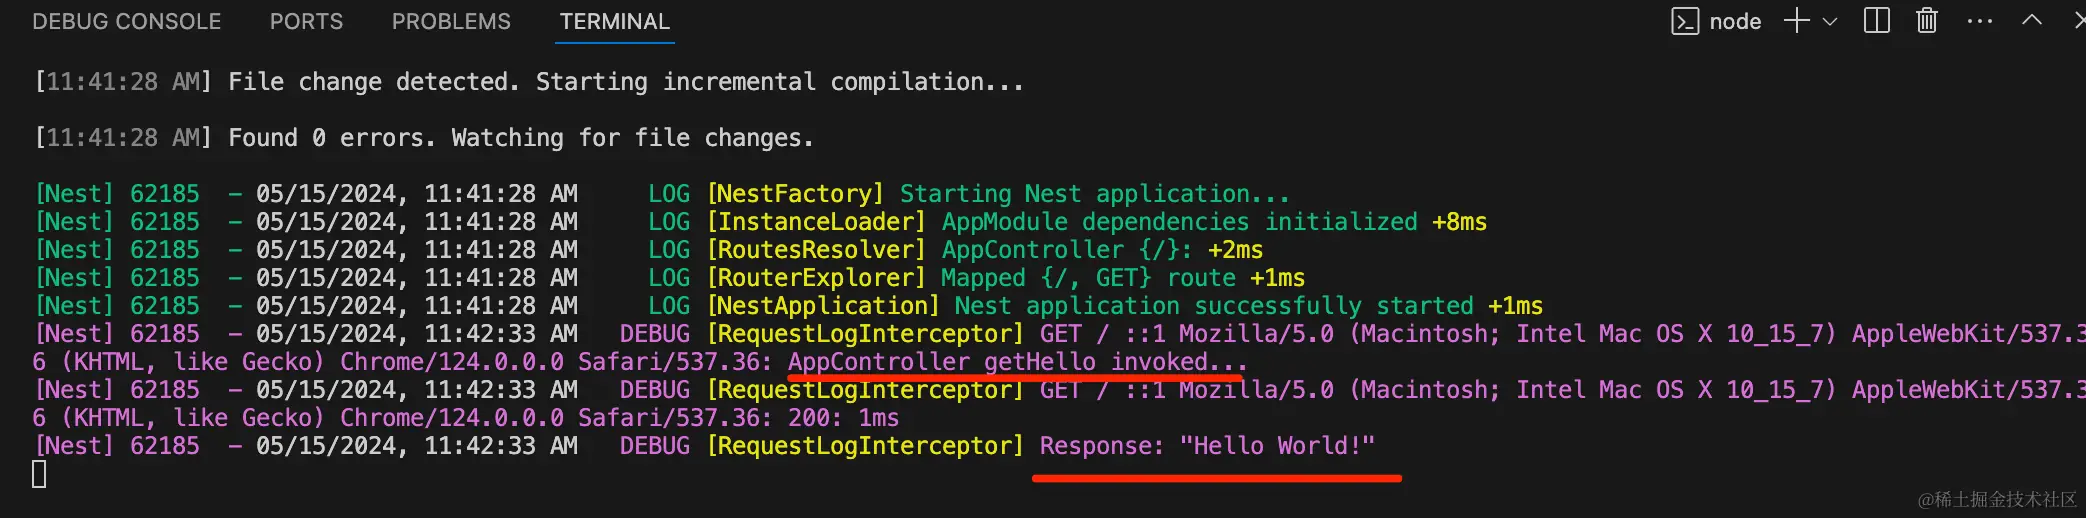 DEBUG CONSOLE PORTS PROBLEMS TERMINAL node
[11:41:28 AM] File change detected. Starting incremental compilation...
[11:41:28 AM] Found 0 errors. Watching for file changes.
[Nest] 62185  - 05/15/2024, 11:41:28 AM     LOG [NestFactory] Starting Nest application...
[Nest] 62185  - 05/15/2024, 11:41:28 AM     LOG [InstanceLoader] AppModule dependencies initialized +8ms
[Nest] 62185  - 05/15/2024, 11:41:28 AM     LOG [RoutesResolver] AppController {/}: +2ms
[Nest] 62185  - 05/15/2024, 11:41:28 AM     LOG [RouterExplorer] Mapped {/, GET} route +1ms
[Nest] 62185  - 05/15/2024, 11:41:28 AM     LOG [NestApplication] Nest application successfully started +1ms
[Nest] 62185  - 05/15/2024, 11:42:33 AM   DEBUG [RequestLogInterceptor] GET / ::1 Mozilla/5.0 (Macintosh; Intel Mac OS X 10_15_7) AppleWebKit/537.3
6 (KHTML, like Gecko) Chrome/124.0.0.0 Safari/537.36: AppController getHello invoked...
[Nest] 62185  - 05/15/2024, 11:42:33 AM   DEBUG [RequestLogInterceptor] GET / ::1 Mozilla/5.0 (Macintosh; Intel Mac OS X 10_15_7) AppleWebKit/537.3
6 (KHTML, like Gecko) Chrome/124.0.0.0 Safari/537.36: 200: 1ms
[Nest] 62185  - 05/15/2024, 11:42:33 AM   DEBUG [RequestLogInterceptor] Response: "Hello World!"
@稀土掘金技术社区